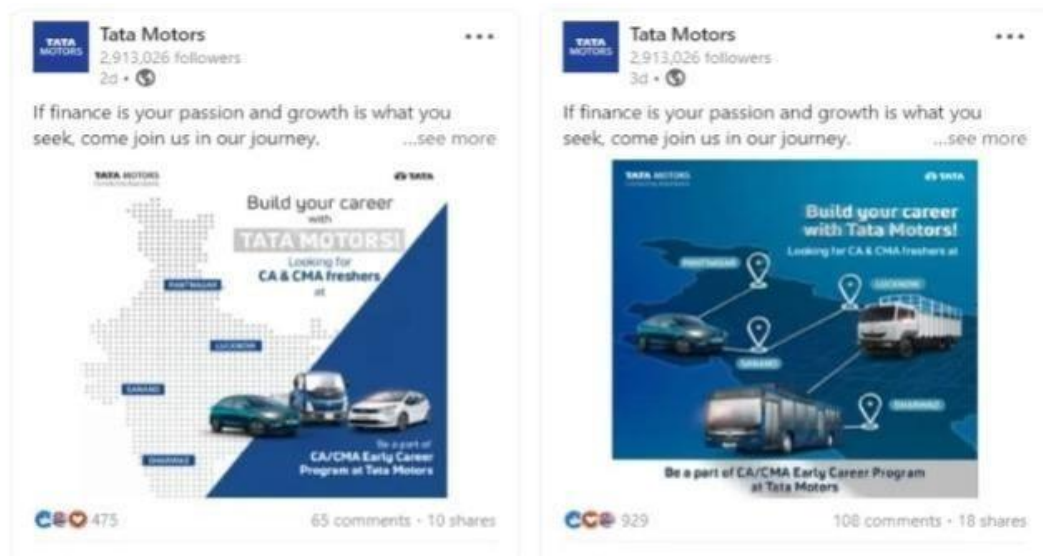 TATA
MOTORS
Tata Motors
2,913,026 followers
2d •
If finance is your passion and growth is what you
seek, come join us in our journey. ...see more
TATA MOTORS
TATA
Build your career
with
TATA MOTORS!
Looking for
CA & CMA freshers
at
PANTNAGAR
LUCKNOW
SANAND
DHARWAD
Be a part of
CA/CMA Early Career
Program at Tata Motors
475 65 comments • 10 shares
TATA
MOTORS
Tata Motors
2,913,026 followers
3d •
If finance is your passion and growth is what you
seek, come join us in our journey. ...see more
TATA MOTORS
TATA
Build your career
with Tata Motors!
Looking for CA & CMA freshers at
PANTNAGAR
LUCKNOW
SANAND
DHARWAD
Be a part of CA/CMA Early Career Program
at Tata Motors
929 108 comments • 18 shares